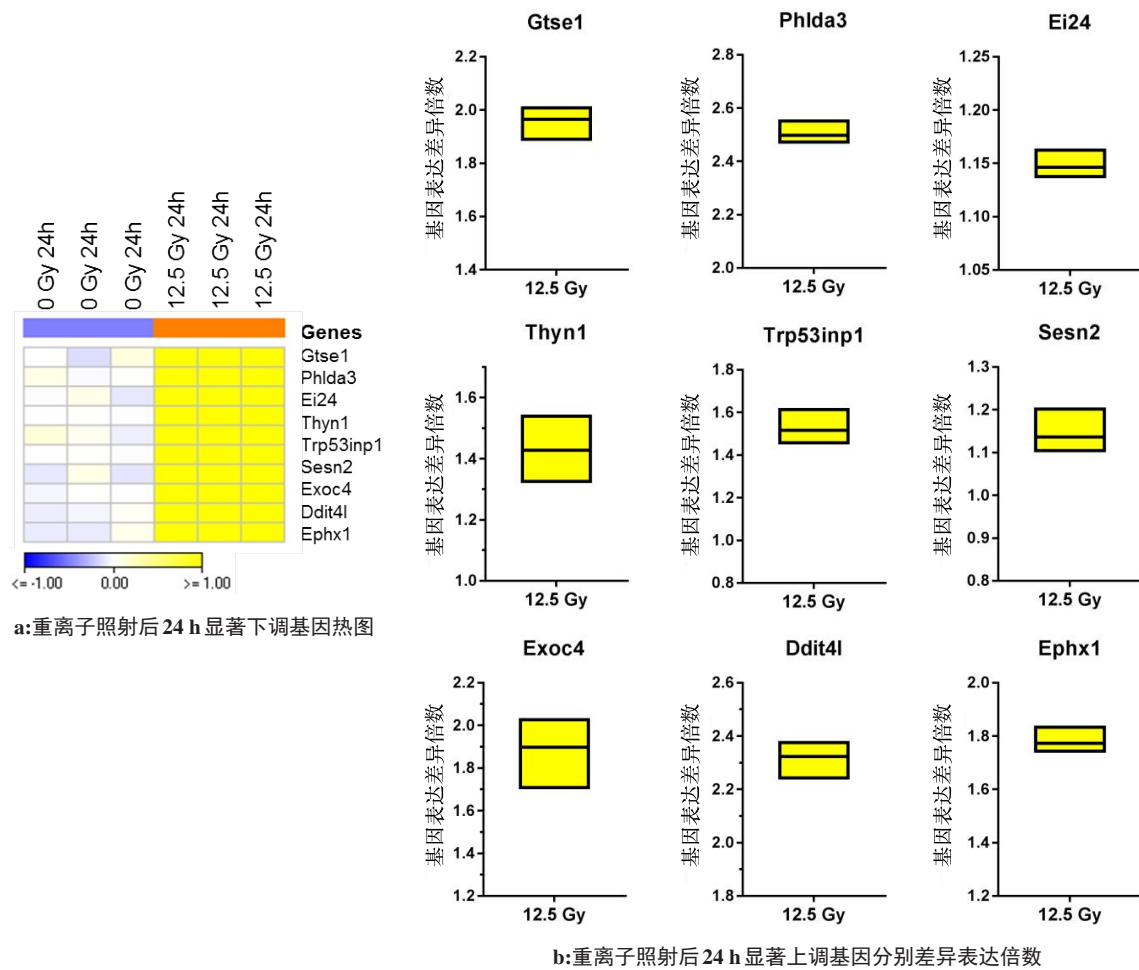 0 Gy 24h
0 Gy 24h
0 Gy 24h
12.5 Gy 24h
12.5 Gy 24h
12.5 Gy 24h
Genes
Gtse1
Phlda3
Ei24
Thyn1
Trp53inp1
Sesn2
Exoc4
Ddit4l
Ephx1
<= -1.00 0.00 >= 1.00
a:重离子照射后24 h显著下调基因热图
Gtse1
基因表达差异倍数
2.2
2.0
1.8
1.6
1.4
12.5 Gy
Phlda3
基因表达差异倍数
2.8
2.6
2.4
2.2
2.0
12.5 Gy
Ei24
基因表达差异倍数
1.25
1.20
1.15
1.10
1.05
12.5 Gy
Thyn1
基因表达差异倍数
1.6
1.4
1.2
1.0
12.5 Gy
Trp53inp1
基因表达差异倍数
1.8
1.6
1.4
1.2
1.0
0.8
12.5 Gy
Sesn2
基因表达差异倍数
1.3
1.2
1.1
1.0
0.9
0.8
12.5 Gy
Exoc4
基因表达差异倍数
2.2
2.0
1.8
1.6
1.4
1.2
12.5 Gy
Ddit4l
基因表达差异倍数
2.6
2.4
2.2
2.0
1.8
12.5 Gy
Ephx1
基因表达差异倍数
2.0
1.8
1.6
1.4
1.2
12.5 Gy
b:重离子照射后24 h显著上调基因分别差异表达倍数